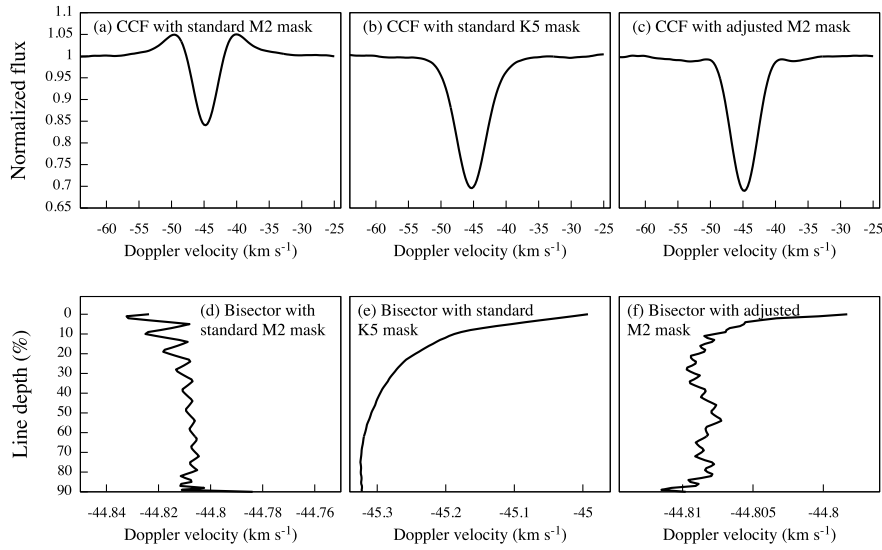 (a) CCF with standard M2 mask
(b) CCF with standard K5 mask
(c) CCF with adjusted M2 mask
Normalized flux
1.1
1.05
1
0.95
0.9
0.85
0.8
0.75
0.7
0.65
-60 -55 -50 -45 -40 -35 -30 -25
-60 -55 -50 -45 -40 -35 -30 -25
-60 -55 -50 -45 -40 -35 -30 -25
Doppler velocity (km s⁻¹)
Doppler velocity (km s⁻¹)
Doppler velocity (km s⁻¹)
(d) Bisector with
standard M2 mask
(e) Bisector with standard
K5 mask
(f) Bisector with adjusted
M2 mask
Line depth (%)
0
10
20
30
40
50
60
70
80
90
-44.84 -44.82 -44.8 -44.78 -44.76
-45.3 -45.2 -45.1 -45
-44.81 -44.805 -44.8
Doppler velocity (km s⁻¹)
Doppler velocity (km s⁻¹)
Doppler velocity (km s⁻¹)